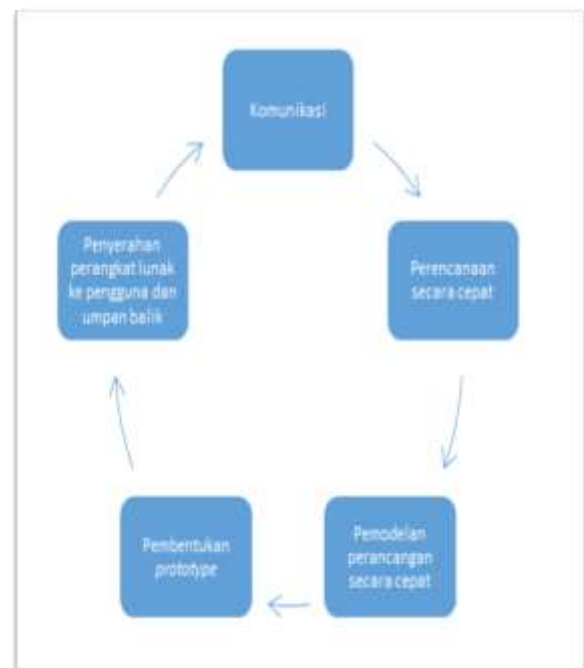 Komunikasi
Perencanaan
secara cepat
Pemodelan
perancangan
secara cepat
Pembentukan
prototype
Penyerahan
perangkat lunak
ke pengguna dan
umpan balik